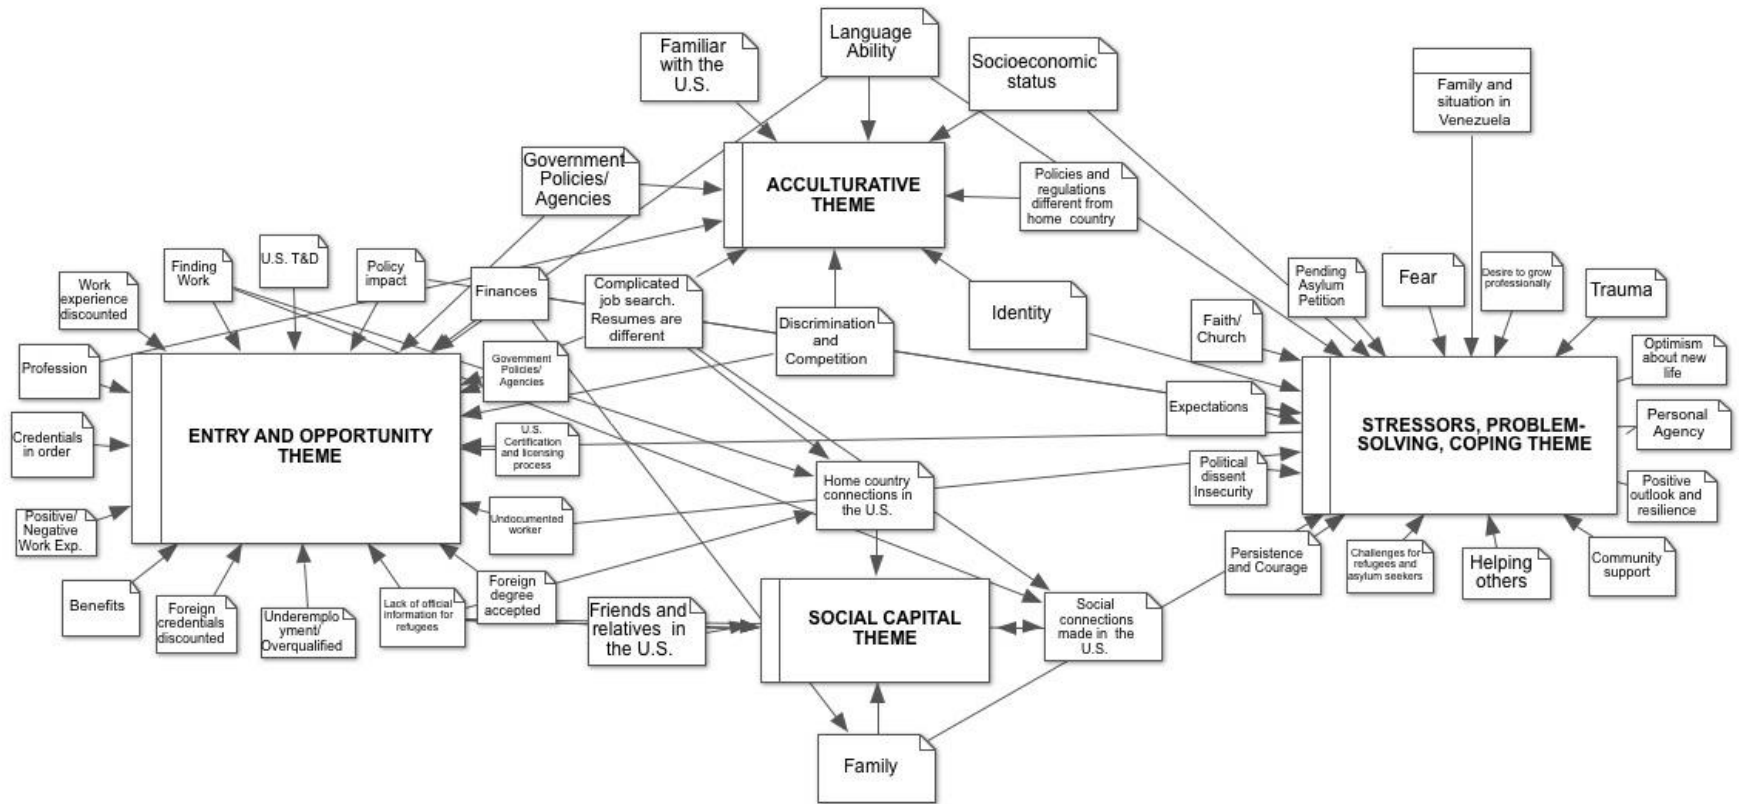 Language
Ability
Familiar
with the
U.S.
Socioeconomic
status
Family and
situation in
Venezuela
Government
Policies/
Agencies
ACCULTURATIVE
THEME
Policies and
regulations
different from
home country
Work
experience
discounted
Finding
Work
U.S. T&D
Policy
impact
Finances
Complicated
job search.
Resumes are
different
Discrimination
and
Competition
Identity
Faith/
Church
Pending
Asylum
Petition
Fear
Desire to grow
professionally
Trauma
Optimism
about new
life
Profession
Government
Policies/
Agencies
Expectations
Personal
Agency
Credentials
in order
ENTRY AND OPPORTUNITY
THEME
U.S.
Certification
and licensing
process
STRESSORS, PROBLEM-
SOLVING, COPING THEME
Home country
connections in
the U.S.
Political
dissent
Insecurity
Positive
outlook and
resilience
Positive/
Negative
Work Exp.
Undocumented
worker
Persistence
and Courage
Challenges for
refugees and
asylum seekers
Helping
others
Community
support
Benefits
Foreign
credentials
discounted
Underemplo
yment/
Overqualified
Lack of official
information for
refugees
Foreign
degree
accepted
Friends and
relatives in
the U.S.
SOCIAL CAPITAL
THEME
Social
connections
made in the
U.S.
Family